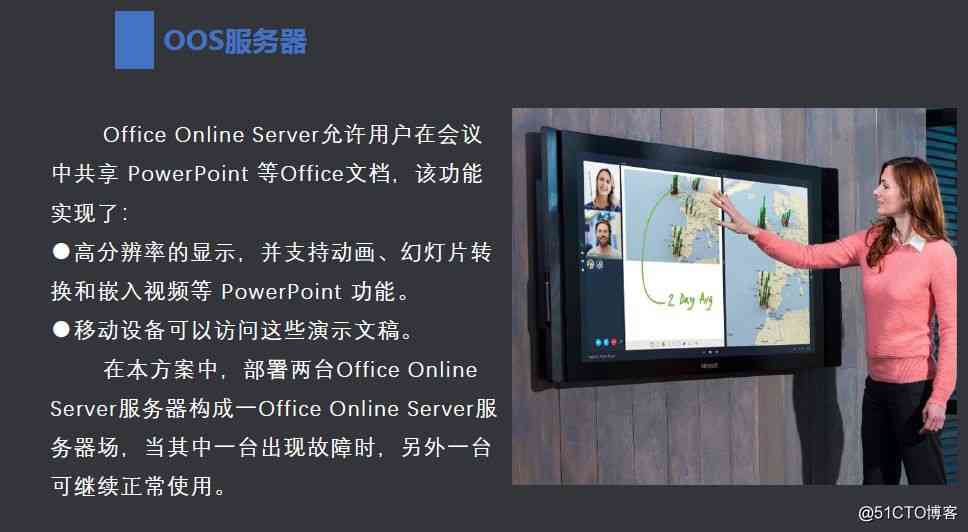 OOS服务器
Office Online Server允许用户在会议
中共享 PowerPoint 等Office文档，该功能
实现了：
●高分辨率的显示，并支持动画、幻灯片转
换和嵌入视频等 PowerPoint 功能。
●移动设备可以访问这些演示文稿。
在本方案中，部署两台Office Online
Server服务器构成一Office Online Server服
务器场，当其中一台出现故障时，另外一台
可继续正常使用。
2 Day Avg
Microsoft
@51CTO博客